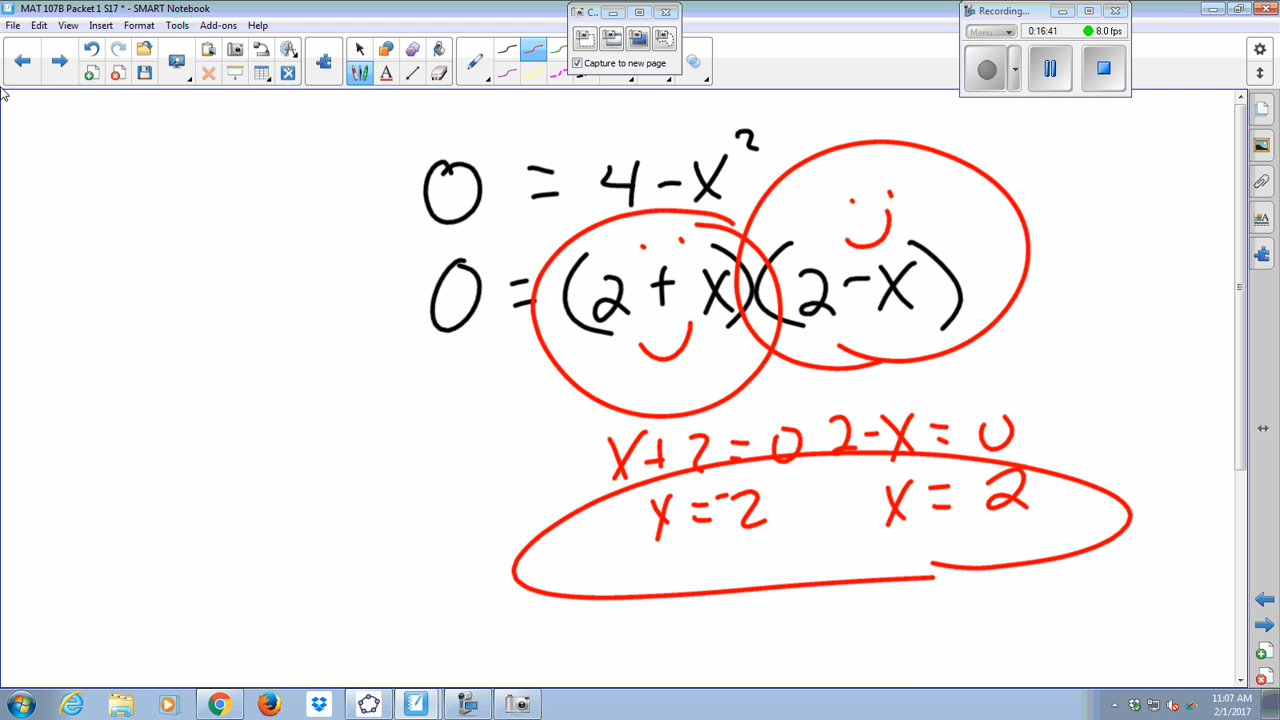 MAT 107B Packet 1 S17 * - SMART Notebook
File Edit View Insert Format Tools Add-ons Help
C..
Capture to new page
Recording...
Menu
0:16:41
8.0 fps
0 = 4 - x²
0 = (2 + x)(2 - x)
x + 2 = 0 2 - x = 0
x = -2 x = 2
11:07 AM
2/1/2017